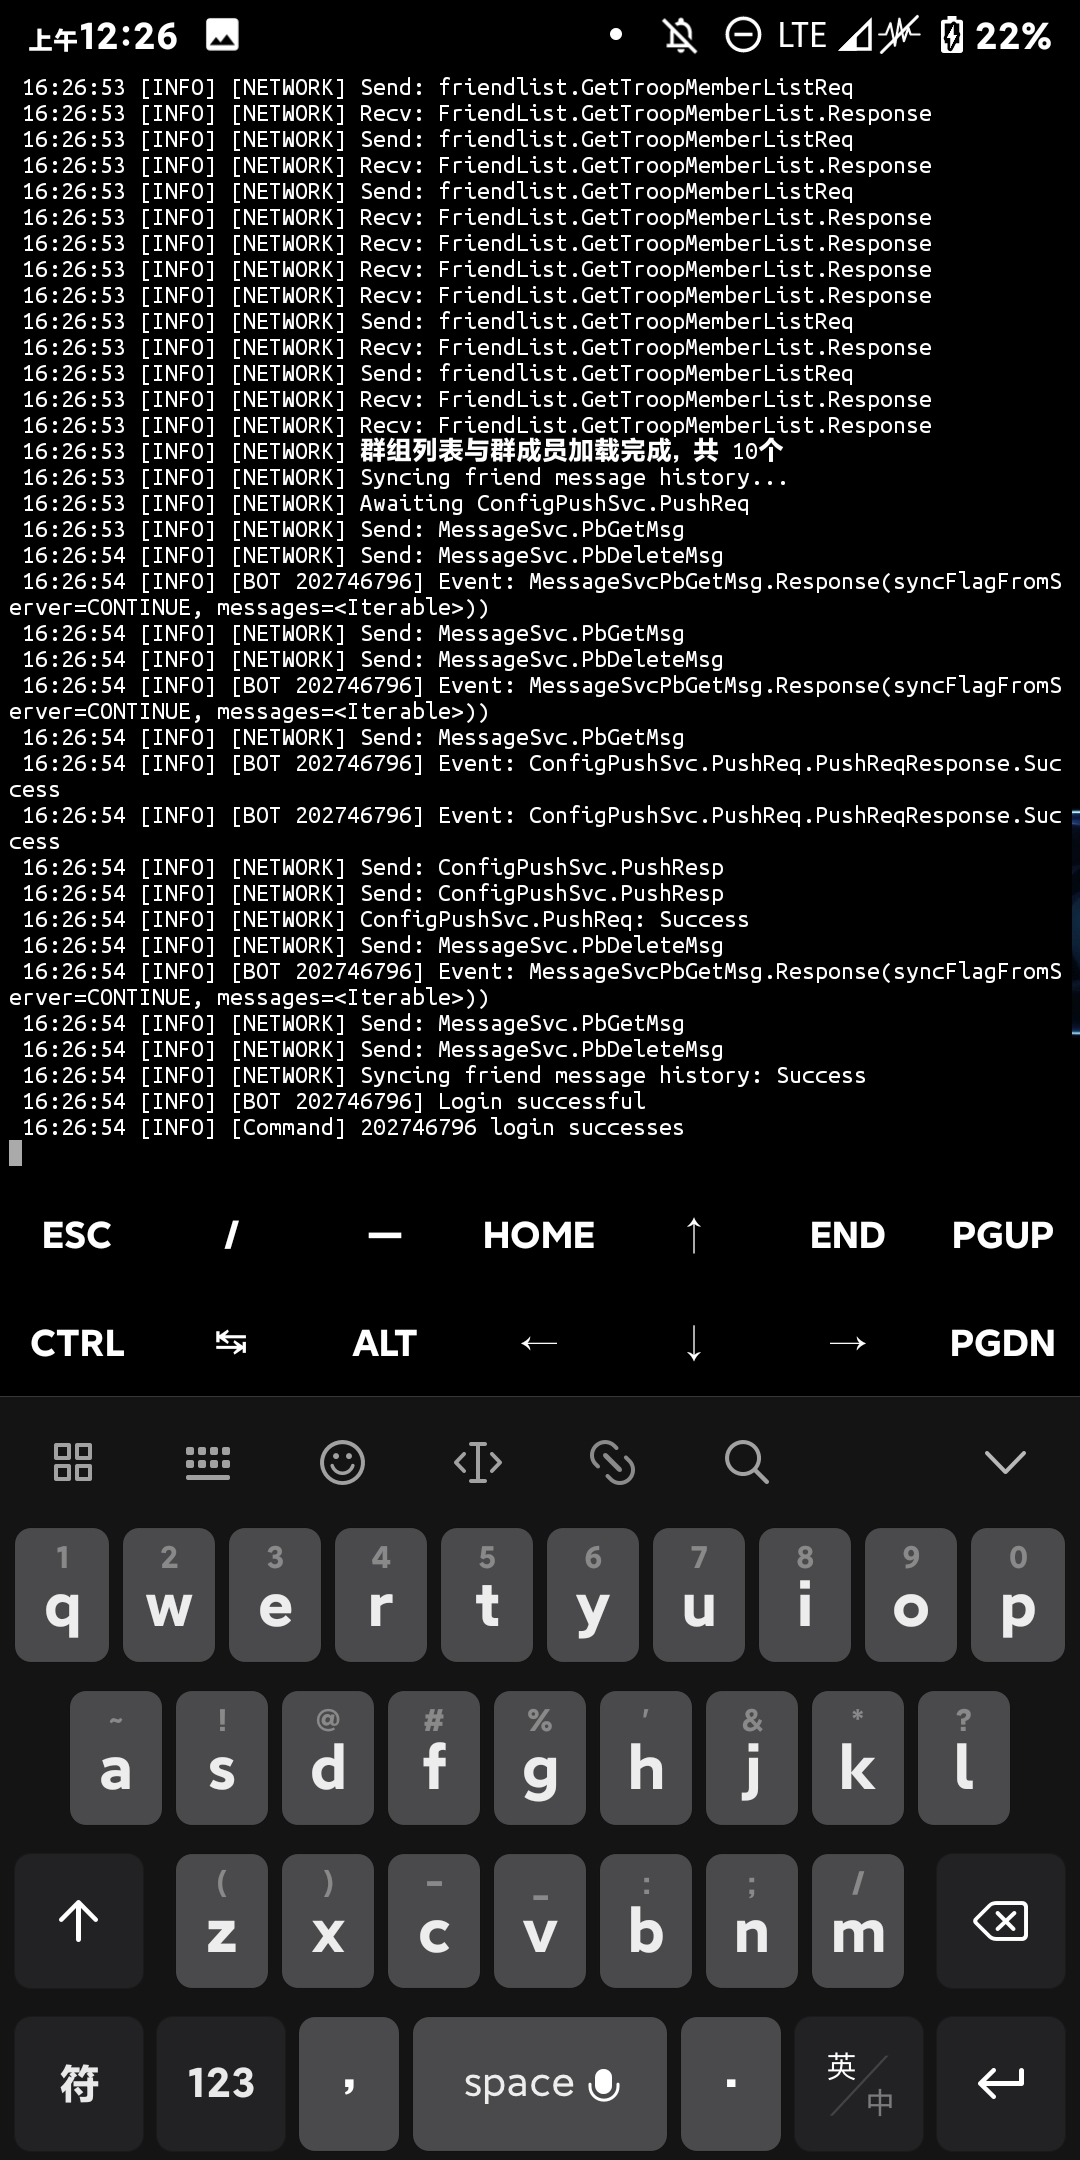 上午12:26 LTE 22%
16:26:53 [INFO] [NETWORK] Send: friendlist.GetTroopMemberListReq
16:26:53 [INFO] [NETWORK] Recv: FriendList.GetTroopMemberList.Response
16:26:53 [INFO] [NETWORK] Send: friendlist.GetTroopMemberListReq
16:26:53 [INFO] [NETWORK] Recv: FriendList.GetTroopMemberList.Response
16:26:53 [INFO] [NETWORK] Send: friendlist.GetTroopMemberListReq
16:26:53 [INFO] [NETWORK] Recv: FriendList.GetTroopMemberList.Response
16:26:53 [INFO] [NETWORK] Recv: FriendList.GetTroopMemberList.Response
16:26:53 [INFO] [NETWORK] Recv: FriendList.GetTroopMemberList.Response
16:26:53 [INFO] [NETWORK] Recv: FriendList.GetTroopMemberList.Response
16:26:53 [INFO] [NETWORK] Send: friendlist.GetTroopMemberListReq
16:26:53 [INFO] [NETWORK] Recv: FriendList.GetTroopMemberList.Response
16:26:53 [INFO] [NETWORK] Send: friendlist.GetTroopMemberListReq
16:26:53 [INFO] [NETWORK] Recv: FriendList.GetTroopMemberList.Response
16:26:53 [INFO] [NETWORK] Recv: FriendList.GetTroopMemberList.Response
16:26:53 [INFO] [NETWORK] 群组列表与群成员加载完成, 共 10个
16:26:53 [INFO] [NETWORK] Syncing friend message history...
16:26:53 [INFO] [NETWORK] Awaiting ConfigPushSvc.PushReq
16:26:53 [INFO] [NETWORK] Send: MessageSvc.PbGetMsg
16:26:54 [INFO] [NETWORK] Send: MessageSvc.PbDeleteMsg
16:26:54 [INFO] [BOT 202746796] Event: MessageSvcPbGetMsg.Response(syncFlagFromS
erver=CONTINUE, messages=<Iterable>))
16:26:54 [INFO] [NETWORK] Send: MessageSvc.PbGetMsg
16:26:54 [INFO] [NETWORK] Send: MessageSvc.PbDeleteMsg
16:26:54 [INFO] [BOT 202746796] Event: MessageSvcPbGetMsg.Response(syncFlagFromS
erver=CONTINUE, messages=<Iterable>))
16:26:54 [INFO] [NETWORK] Send: MessageSvc.PbGetMsg
16:26:54 [INFO] [BOT 202746796] Event: ConfigPushSvc.PushReq.PushReqResponse.Suc
cess
16:26:54 [INFO] [BOT 202746796] Event: ConfigPushSvc.PushReq.PushReqResponse.Suc
cess
16:26:54 [INFO] [NETWORK] Send: ConfigPushSvc.PushResp
16:26:54 [INFO] [NETWORK] Send: ConfigPushSvc.PushResp
16:26:54 [INFO] [NETWORK] ConfigPushSvc.PushReq: Success
16:26:54 [INFO] [NETWORK] Send: MessageSvc.PbDeleteMsg
16:26:54 [INFO] [BOT 202746796] Event: MessageSvcPbGetMsg.Response(syncFlagFromS
erver=CONTINUE, messages=<Iterable>))
16:26:54 [INFO] [NETWORK] Send: MessageSvc.PbGetMsg
16:26:54 [INFO] [NETWORK] Send: MessageSvc.PbDeleteMsg
16:26:54 [INFO] [NETWORK] Syncing friend message history: Success
16:26:54 [INFO] [BOT 202746796] Login successful
16:26:54 [INFO] [Command] 202746796 login successes
ESC / — HOME ↑ END PGUP
CTRL ↹ ALT ← ↓ → PGDN
1 2 3 4 5 6 7 8 9 0
q w e r t y u i o p
~ ! @ # % ' & * ?
a s d f g h j k l
( ) - _ : ; /
z x c v b n m
符 123 , space . 英/中